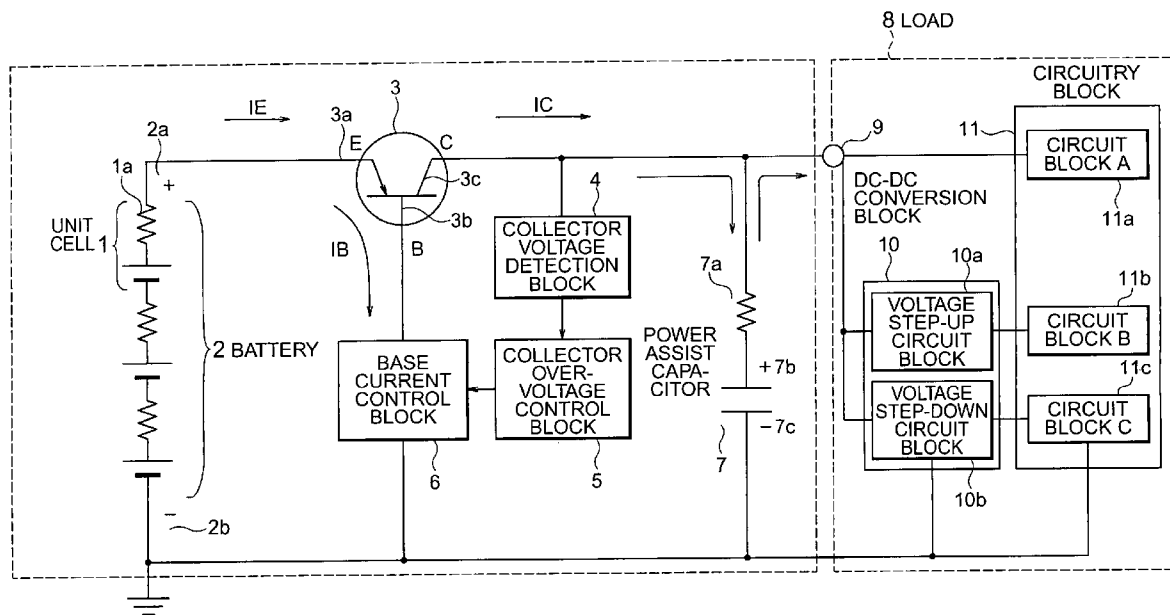 8 LOAD
CIRCUITRY
BLOCK
IE
3
IC
2a
3a
E
C
9
11
CIRCUIT
BLOCK A
1a
+
3c
4
DC-DC
CONVERSION
BLOCK
11a
UNIT
CELL 1
3b
COLLECTOR
VOLTAGE
DETECTION
BLOCK
IB
B
7a
10
10a
11b
2 BATTERY
POWER
ASSIST
CAPA-
CITOR
VOLTAGE
STEP-UP
CIRCUIT
BLOCK
CIRCUIT
BLOCK B
BASE
CURRENT
CONTROL
BLOCK
COLLECTOR
OVER-
VOLTAGE
CONTROL
BLOCK
+7b
11c
VOLTAGE
STEP-DOWN
CIRCUIT
BLOCK
CIRCUIT
BLOCK C
−7c
6
5
7
10b
−
2b